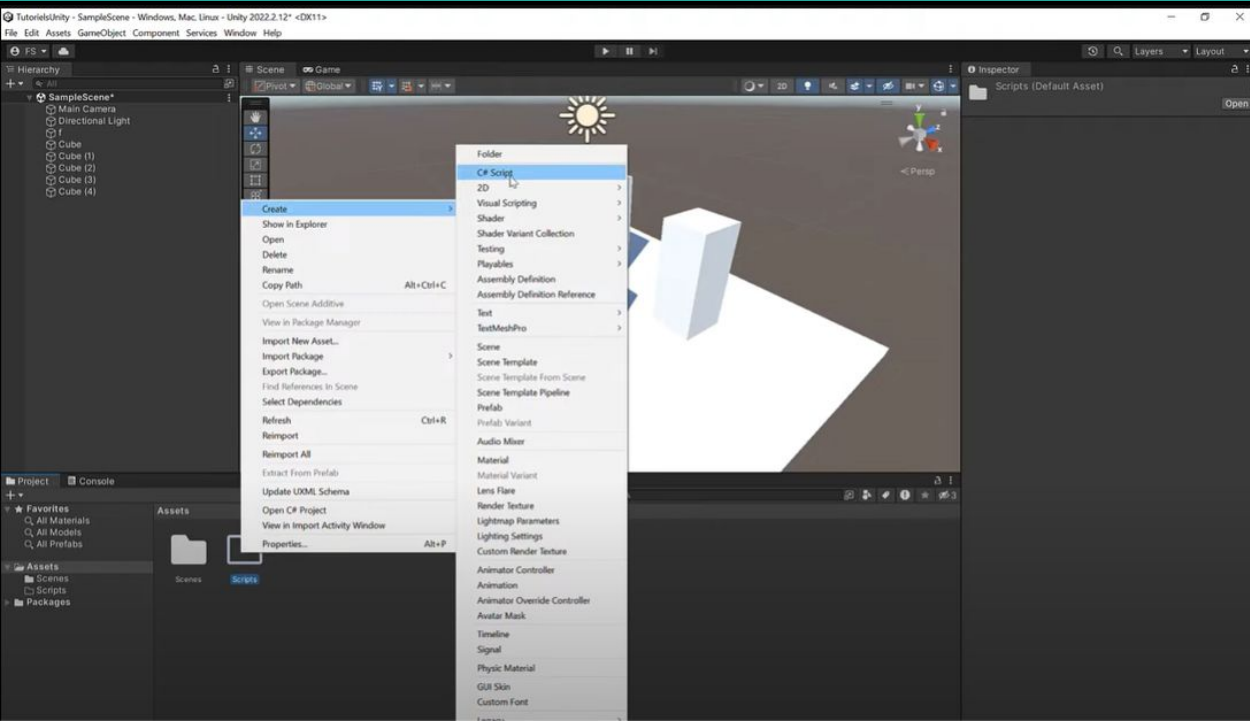 TutorielsUnity - SampleScene - Windows, Mac, Linux - Unity 2022.2.12* <DX11>
File Edit Assets GameObject Component Services Window Help
FS
Layers Layout
Hierarchy
Scene Game
Inspector
All
Pivot Global
2D
Scripts (Default Asset)
Open
SampleScene*
Main Camera
Directional Light
f
Cube
Cube (1)
Cube (2)
Cube (3)
Cube (4)
y
z
x
Persp
Create
Show in Explorer
Open
Delete
Rename
Copy Path Alt+Ctrl+C
Open Scene Additive
View in Package Manager
Import New Asset...
Import Package
Export Package...
Find References In Scene
Select Dependencies
Refresh Ctrl+R
Reimport
Reimport All
Extract From Prefab
Update UXML Schema
Open C# Project
View in Import Activity Window
Properties... Alt+P
Folder
C# Script
2D
Visual Scripting
Shader
Shader Variant Collection
Testing
Playables
Assembly Definition
Assembly Definition Reference
Text
TextMeshPro
Scene
Scene Template
Scene Template From Scene
Scene Template Pipeline
Prefab
Prefab Variant
Audio Mixer
Material
Material Variant
Lens Flare
Render Texture
Lightmap Parameters
Lighting Settings
Custom Render Texture
Animator Controller
Animation
Animator Override Controller
Avatar Mask
Timeline
Signal
Physic Material
GUI Skin
Custom Font
Legacy
Project Console
3
Favorites
All Materials
All Models
All Prefabs
Assets
Scenes
Scripts
Packages
Assets
Scenes
Scripts